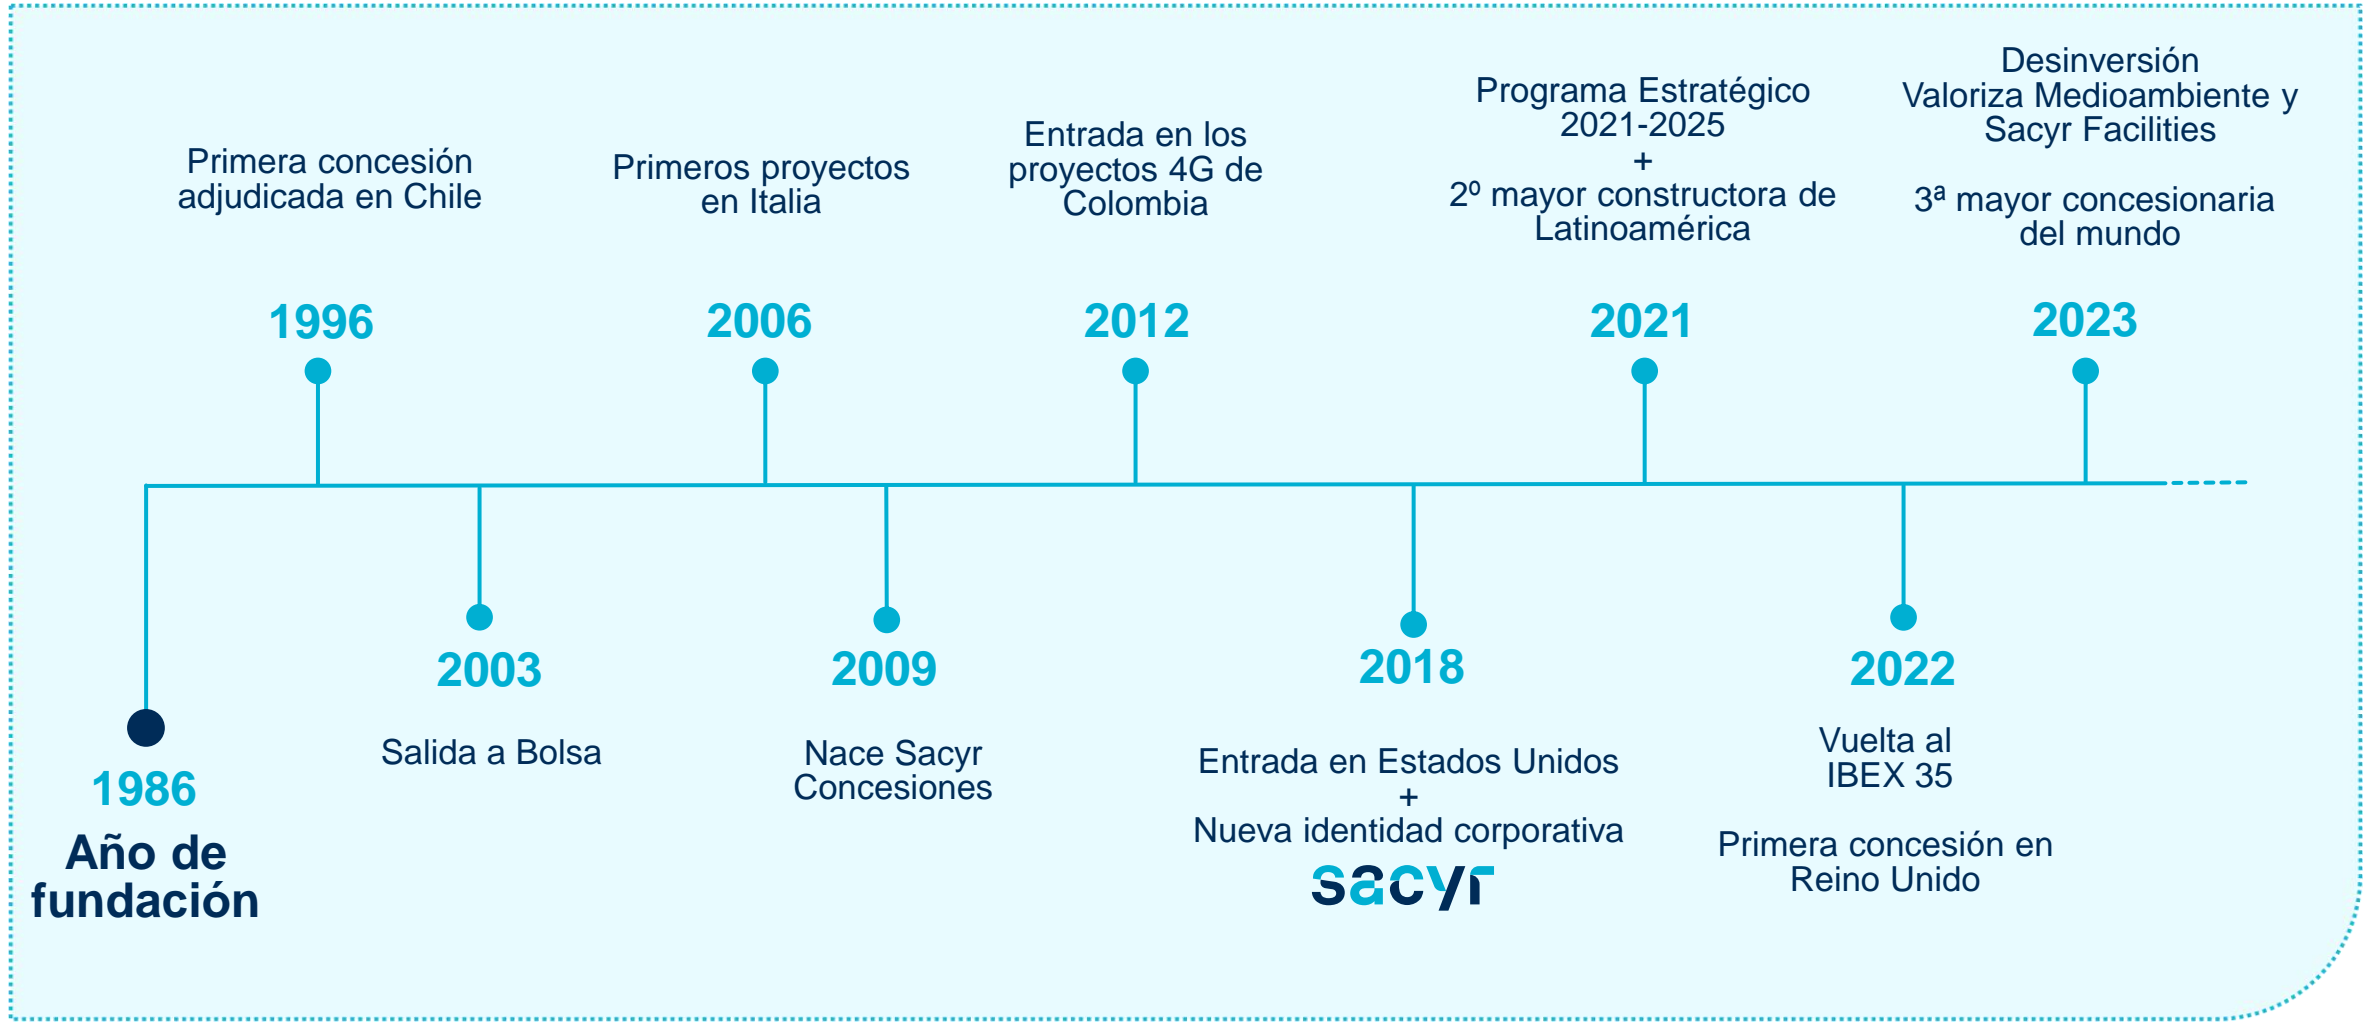 Primera concesión
adjudicada en Chile
1996
Primeros proyectos
en Italia
2006
Entrada en los
proyectos 4G de
Colombia
2012
Programa Estratégico
2021-2025
+
2º mayor constructora de
Latinoamérica
2021
Desinversión
Valoriza Medioambiente y
Sacyr Facilities
3ª mayor concesionaria
del mundo
2023
1986
Año de
fundación
2003
Salida a Bolsa
2009
Nace Sacyr
Concesiones
2018
Entrada en Estados Unidos
+
Nueva identidad corporativa
sacyr
2022
Vuelta al
IBEX 35
Primera concesión en
Reino Unido